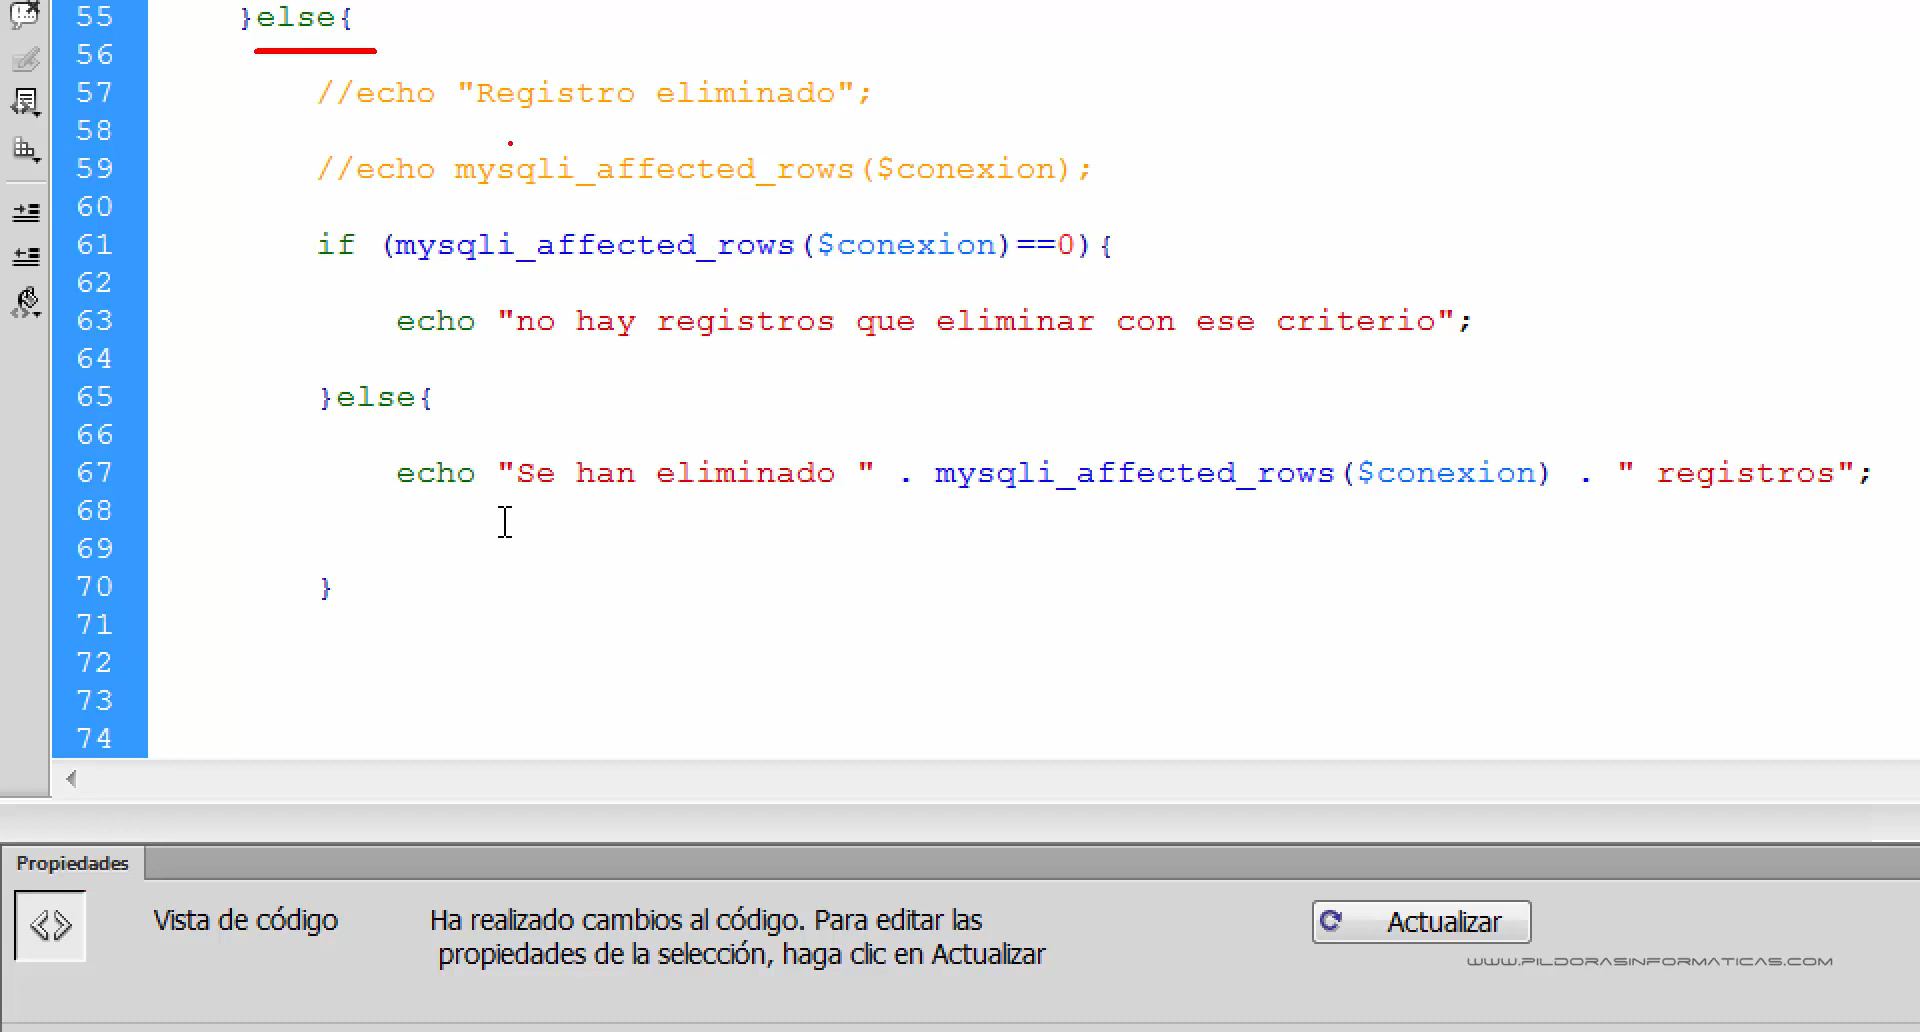 55 }else{
56
57 //echo "Registro eliminado";
58
59 //echo mysqli_affected_rows($conexion);
60
61 if (mysqli_affected_rows($conexion)==0){
62
63 echo "no hay registros que eliminar con ese criterio";
64
65 }else{
66
67 echo "Se han eliminado " . mysqli_affected_rows($conexion) . " registros";
68
69
70 }
71
72
73
74
Propiedades
Vista de código
Ha realizado cambios al código. Para editar las
propiedades de la selección, haga clic en Actualizar
Actualizar
WWW.PILDORASINFORMATICAS.COM